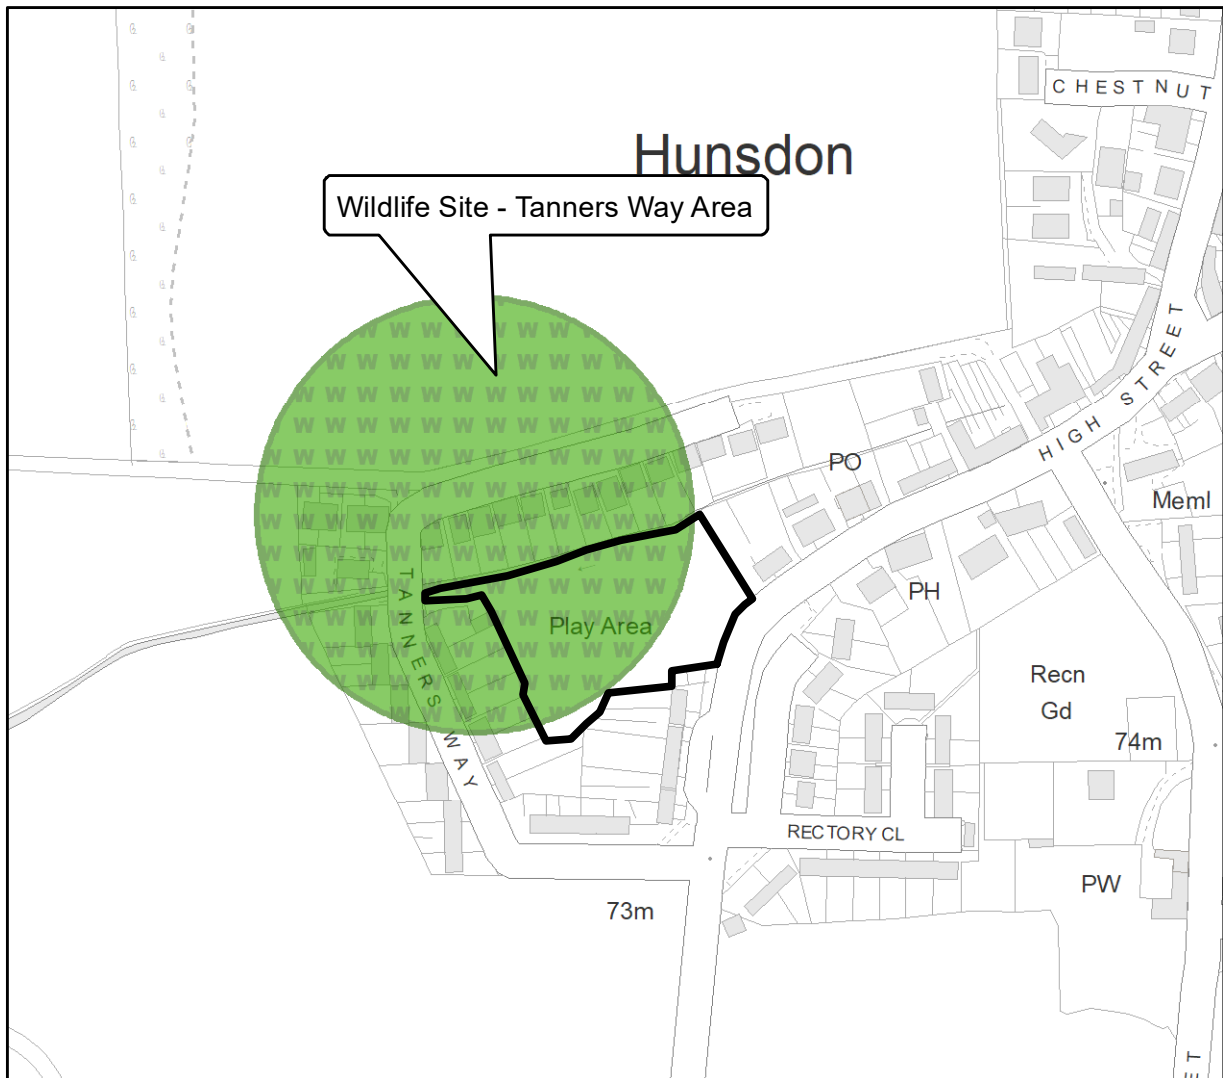 CHESTNUT
Hunsdon
Wildlife Site - Tanners Way Area
HIGH STREET
PO
Meml
PH
TANNERS WAY
Play Area
Recn
Gd
74m
RECTORY CL
PW
73m
ET